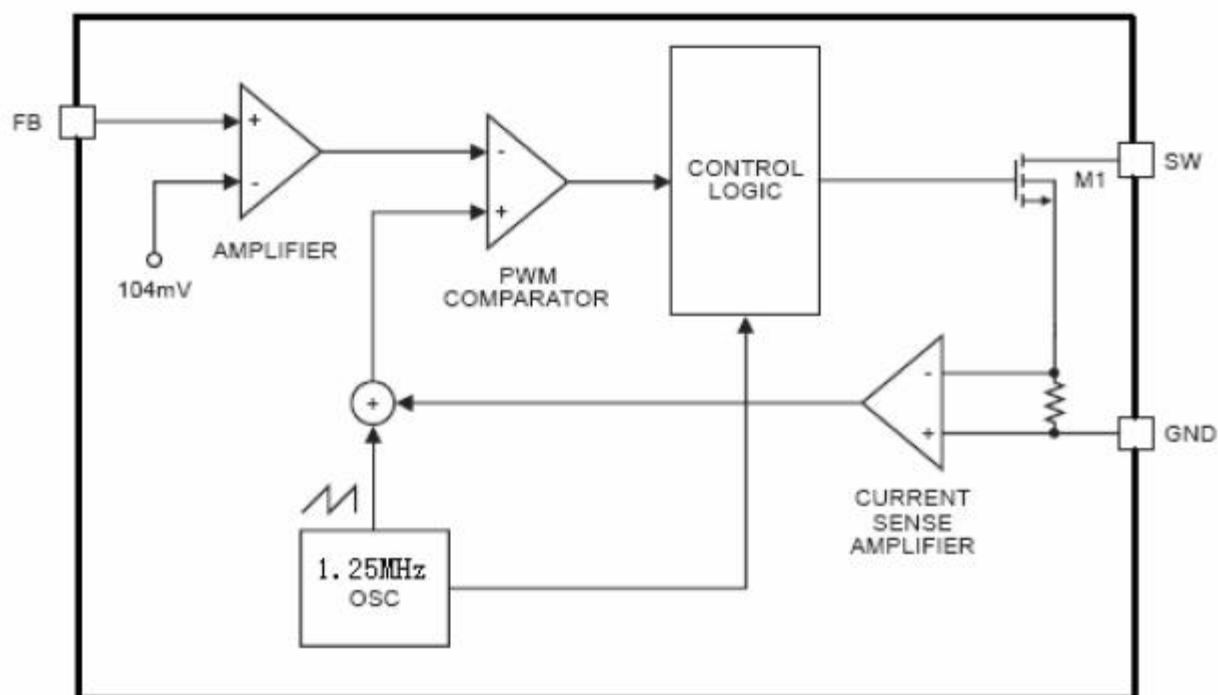 FB
+
-
104mV
AMPLIFIER
-
+
PWM
COMPARATOR
CONTROL
LOGIC
M1
SW
+
-
+
GND
CURRENT
SENSE
AMPLIFIER
1.25MHz
OSC